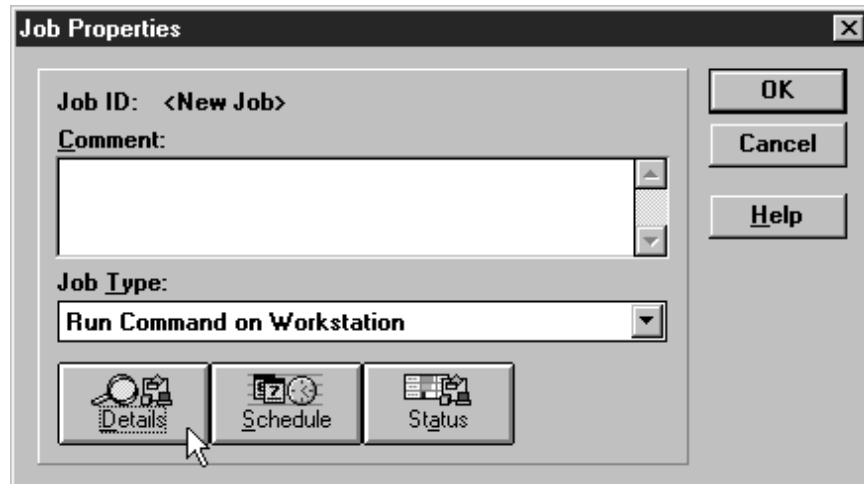 Job Properties
Job ID: <New Job>
Comment:
Job Type:
Run Command on Workstation
Details
Schedule
Status
OK
Cancel
Help